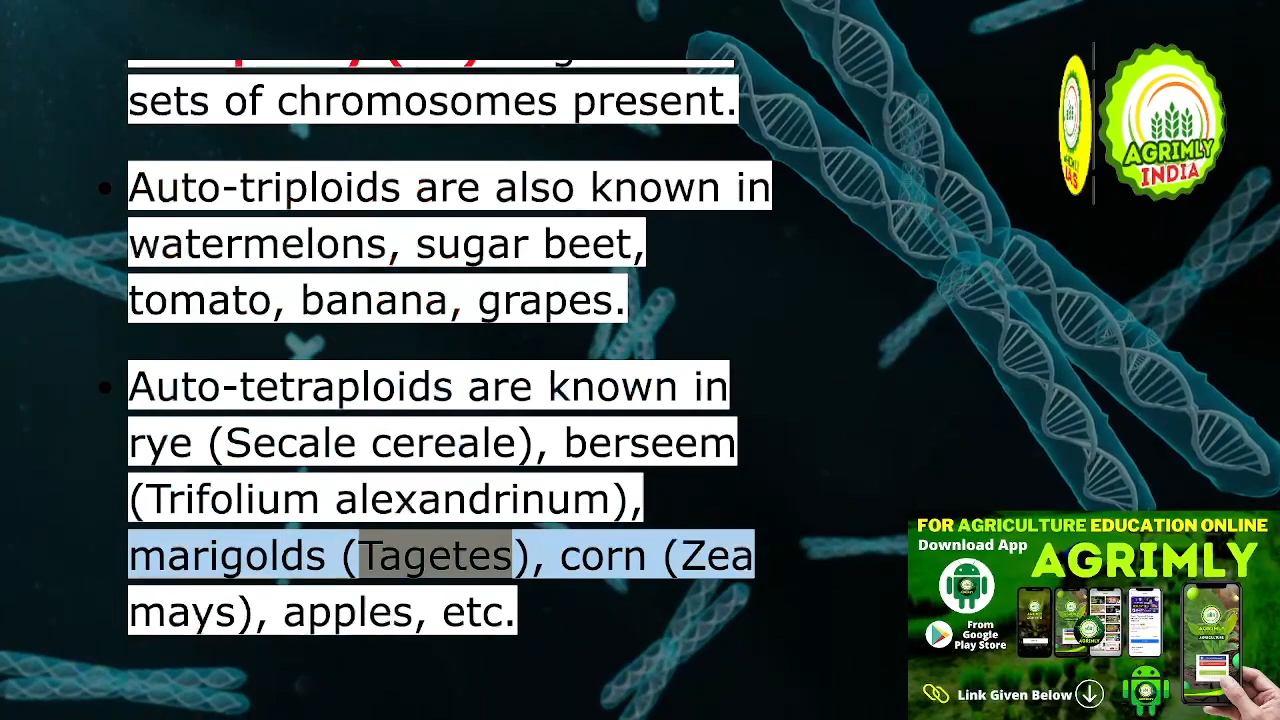 sets of chromosomes present.
Auto-triploids are also known in
watermelons, sugar beet,
tomato, banana, grapes.
Auto-tetraploids are known in
rye (Secale cereale), berseem
(Trifolium alexandrinum),
marigolds (Tagetes), corn (Zea
mays), apples, etc.
AGRIMLY
INDIA
FOR AGRICULTURE EDUCATION ONLINE
Download App
AGRIMLY
From
Google
Play Store
Link Given Below